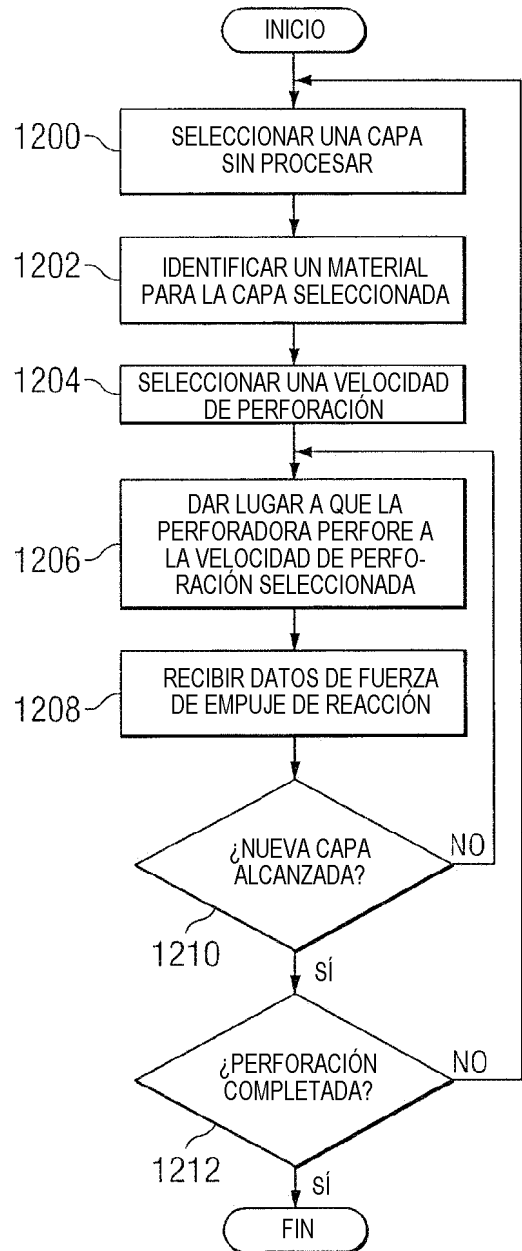 INICIO
1200
SELECCIONAR UNA CAPA
SIN PROCESAR
1202
IDENTIFICAR UN MATERIAL
PARA LA CAPA SELECCIONADA
1204
SELECCIONAR UNA VELOCIDAD
DE PERFORACIÓN
1206
DAR LUGAR A QUE LA
PERFORADORA PERFORE A
LA VELOCIDAD DE PERFO-
RACIÓN SELECCIONADA
1208
RECIBIR DATOS DE FUERZA
DE EMPUJE DE REACCIÓN
¿NUEVA CAPA
ALCANZADA?
NO
1210
SÍ
¿PERFORACIÓN
COMPLETADA?
NO
1212
SÍ
FIN